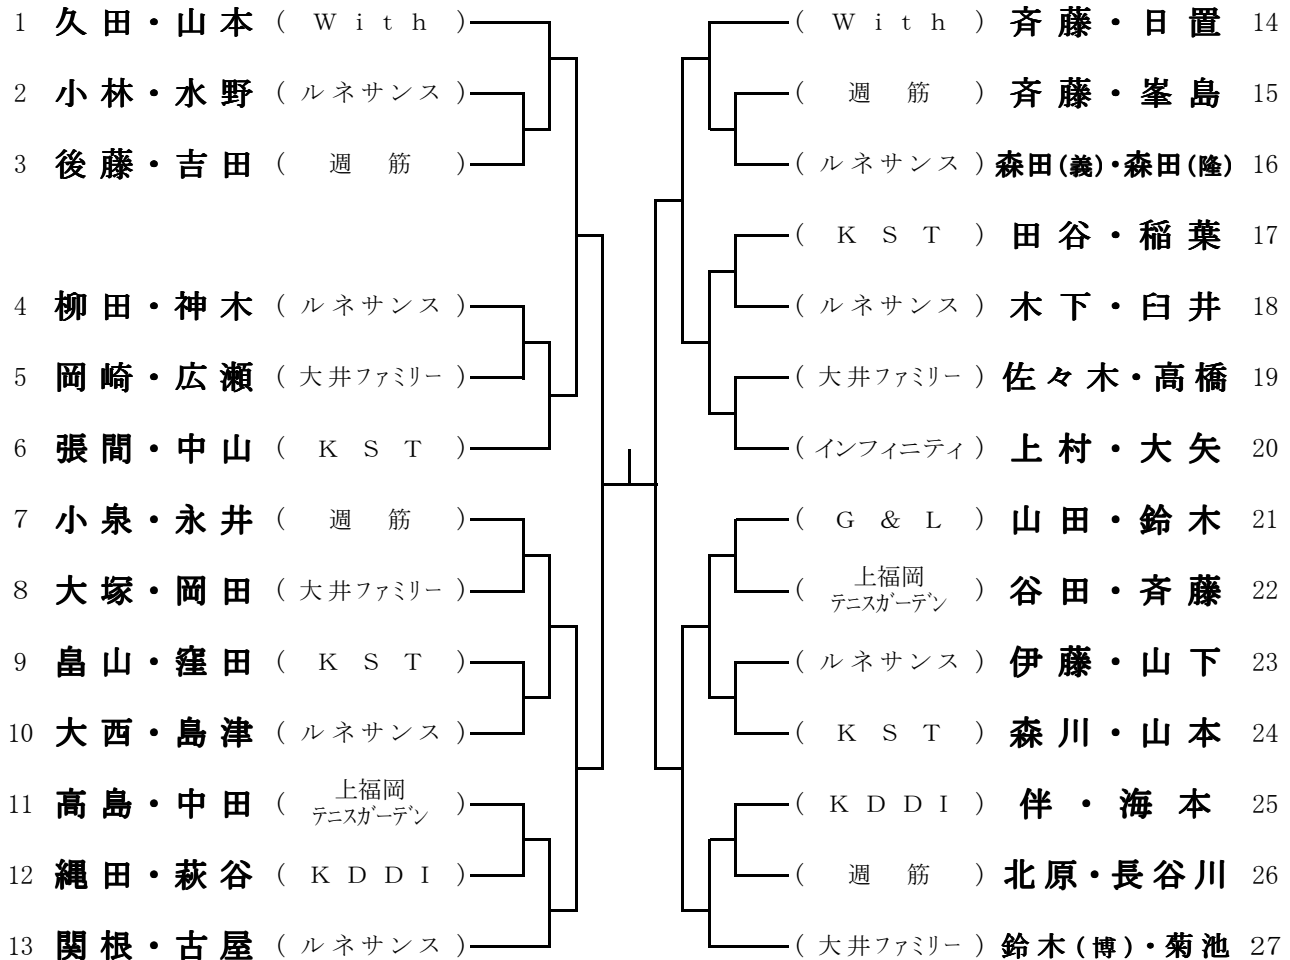 1 久田・山本 ( With )
2 小林・水野 ( ルネサンス )
3 後藤・吉田 ( 週筋 )
4 柳田・神木 ( ルネサンス )
5 岡崎・広瀬 ( 大井ファミリー )
6 張間・中山 ( KST )
7 小泉・永井 ( 週筋 )
8 大塚・岡田 ( 大井ファミリー )
9 畠山・窪田 ( KST )
10 大西・島津 ( ルネサンス )
11 高島・中田 ( 上福岡
テニスガーデン )
12 縄田・萩谷 ( KDDI )
13 関根・古屋 ( ルネサンス )
( With ) 斉藤・日置 14
( 週筋 ) 斉藤・峯島 15
( ルネサンス ) 森田(義)・森田(隆) 16
( KST ) 田谷・稲葉 17
( ルネサンス ) 木下・臼井 18
( 大井ファミリー ) 佐々木・高橋 19
( インフィニティ ) 上村・大矢 20
( G&L ) 山田・鈴木 21
( 上福岡
テニスガーデン ) 谷田・斉藤 22
( ルネサンス ) 伊藤・山下 23
( KST ) 森川・山本 24
( KDDI ) 伴・海本 25
( 週筋 ) 北原・長谷川 26
( 大井ファミリー ) 鈴木(博)・菊池 27